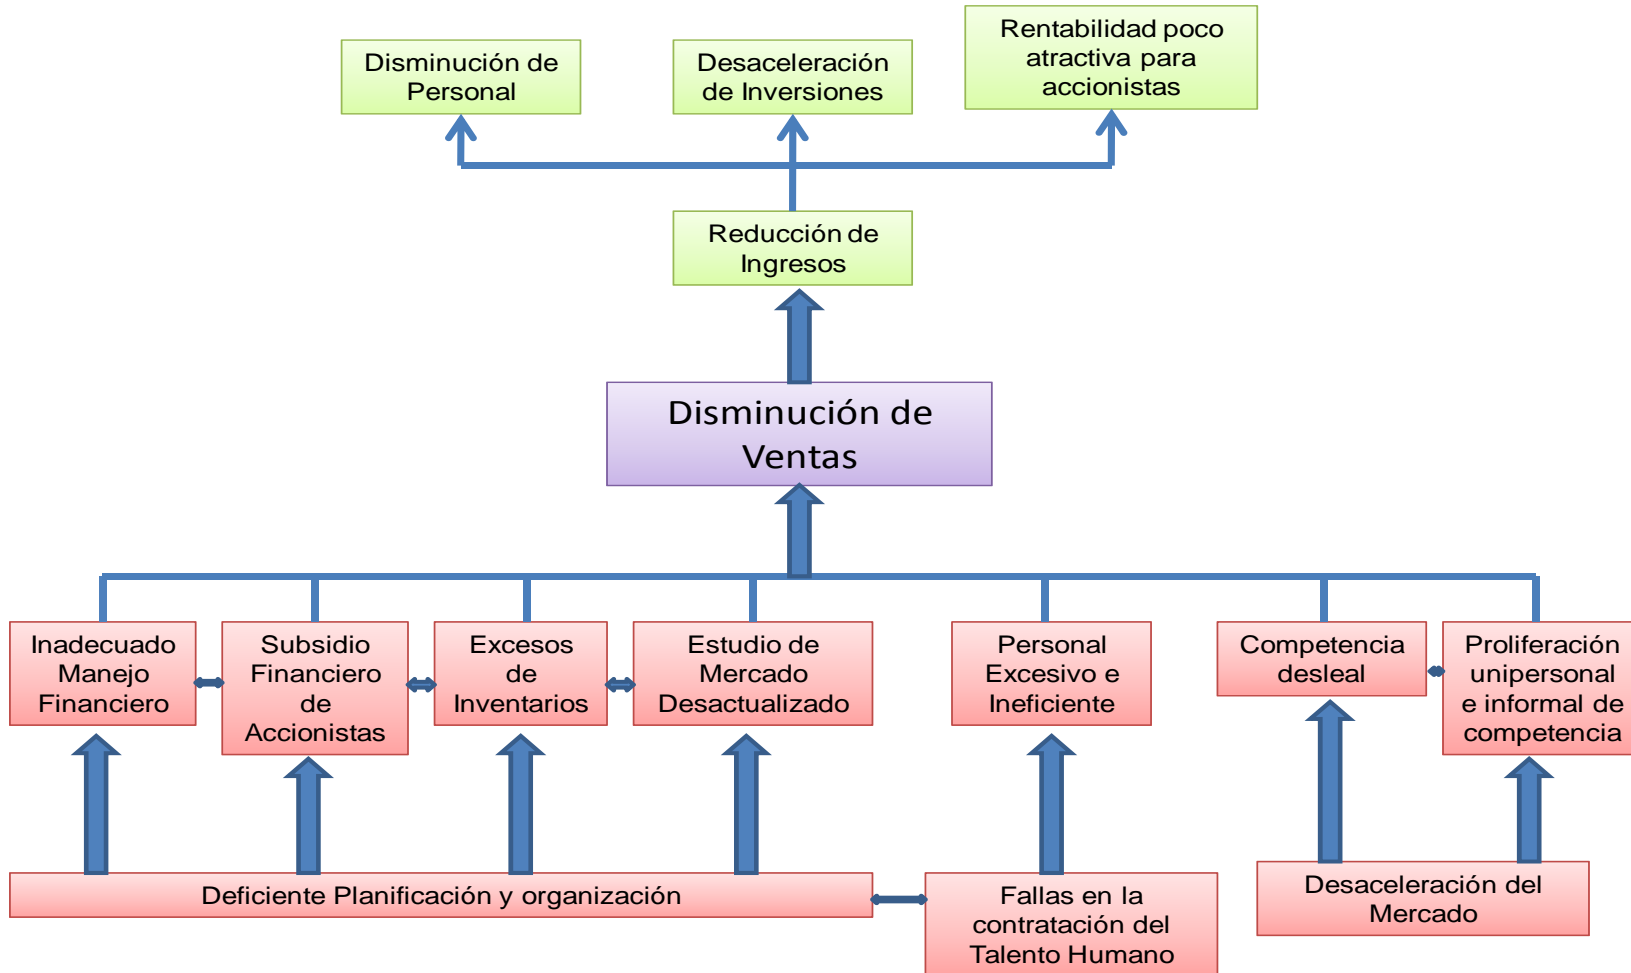 Disminución de
Personal
Desaceleración
de Inversiones
Rentabilidad poco
atractiva para
accionistas
Reducción de
Ingresos
Disminución de
Ventas
Inadecuado
Manejo
Financiero
Subsidio
Financiero
de
Accionistas
Excesos
de
Inventarios
Estudio de
Mercado
Desactualizado
Personal
Excesivo e
Ineficiente
Competencia
desleal
Proliferación
unipersonal
e informal de
competencia
Deficiente Planificación y organización
Fallas en la
contratación del
Talento Humano
Desaceleración del
Mercado